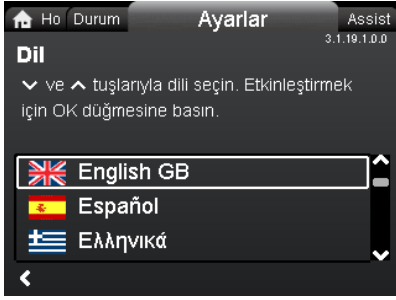 Ho Durum Ayarlar Assist
3.1.19.1.0.0
Dil
ve tuşlarıyla dili seçin. Etkinleştirmek
için OK düğmesine basın.
English GB
Español
Ελληνικά